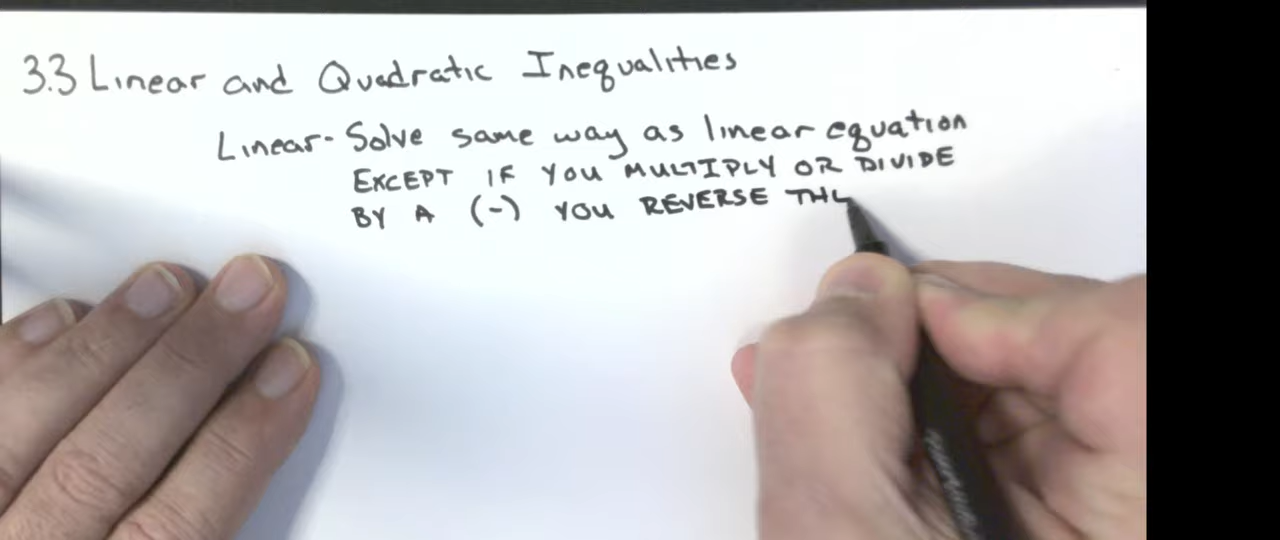 3.3 Linear and Quadratic Inequalities
Linear - Solve same way as linear equation
EXCEPT IF YOU MULTIPLY OR DIVIDE
BY A (-) YOU REVERSE